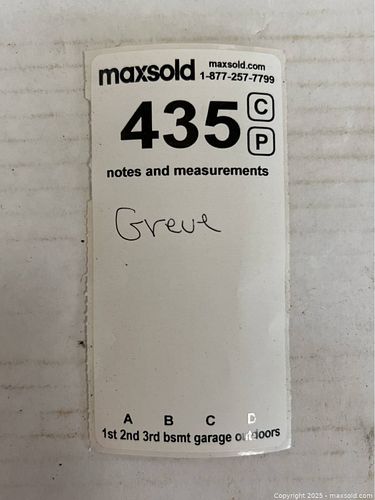 maxsold maxsold.com
1-877-257-7799
435 C
P
notes and measurements
Greve
A B C D
1st 2nd 3rd bsmt garage outdoors
Copyright 2025 - maxsold.com